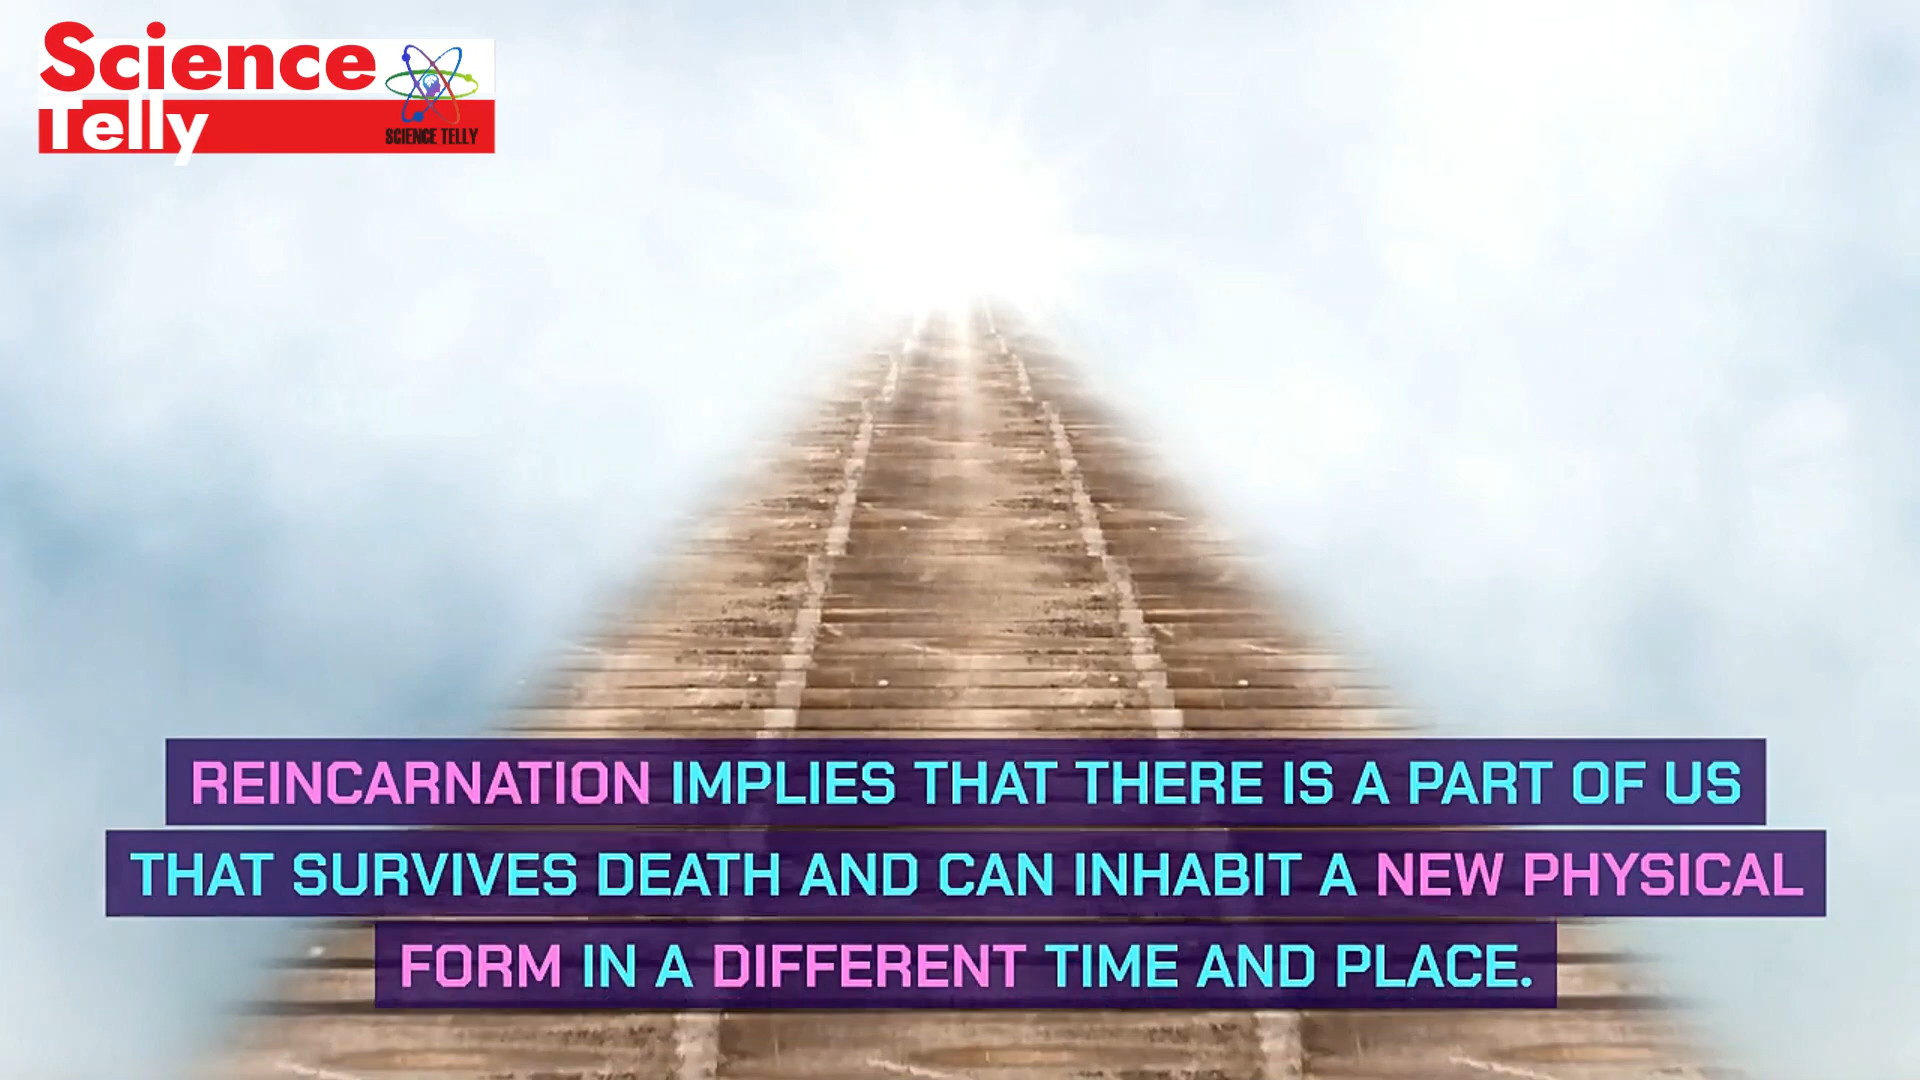 Science
Telly
SCIENCE TELLY
REINCARNATION IMPLIES THAT THERE IS A PART OF US
THAT SURVIVES DEATH AND CAN INHABIT A NEW PHYSICAL
FORM IN A DIFFERENT TIME AND PLACE.